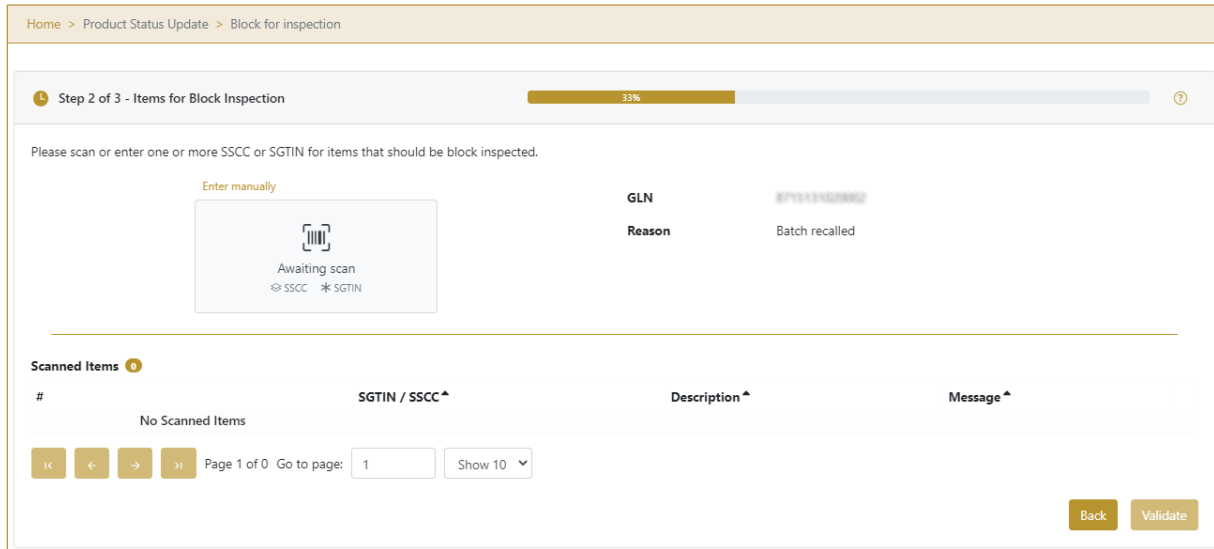 Home > Product Status Update > Block for inspection
Step 2 of 3 - Items for Block Inspection
33%
?
Please scan or enter one or more SSCC or SGTIN for items that should be block inspected.
Enter manually
Awaiting scan
SSCC SGTIN
GLN
Reason Batch recalled
Scanned Items 0
# SGTIN / SSCC Description Message
No Scanned Items
Page 1 of 0 Go to page: 1 Show 10
Back Validate